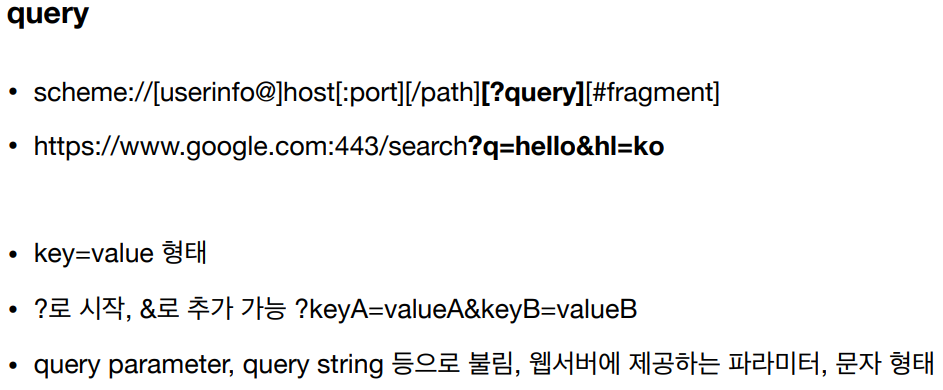 query
• scheme://[userinfo@]host[:port][/path][?query][#fragment]
• https://www.google.com:443/search?q=hello&hl=ko
• key=value 형태
• ?로 시작, &로 추가 가능 ?keyA=valueA&keyB=valueB
• query parameter, query string 등으로 불림, 웹서버에 제공하는 파라미터, 문자 형태